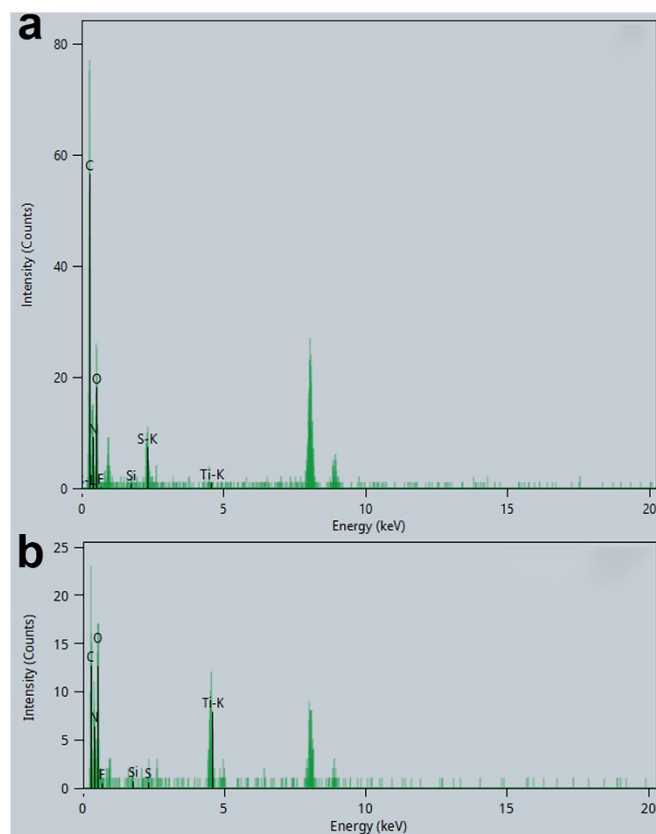 a
80
60
40
20
0
Intensity (Counts)
C
N
O
F
Si
S-K
Ti-K
0 5 10 15 20
Energy (keV)
b
25
20
15
10
5
0
Intensity (Counts)
C
O
N
F
Si
S
Ti-K
0 5 10 15 20
Energy (keV)